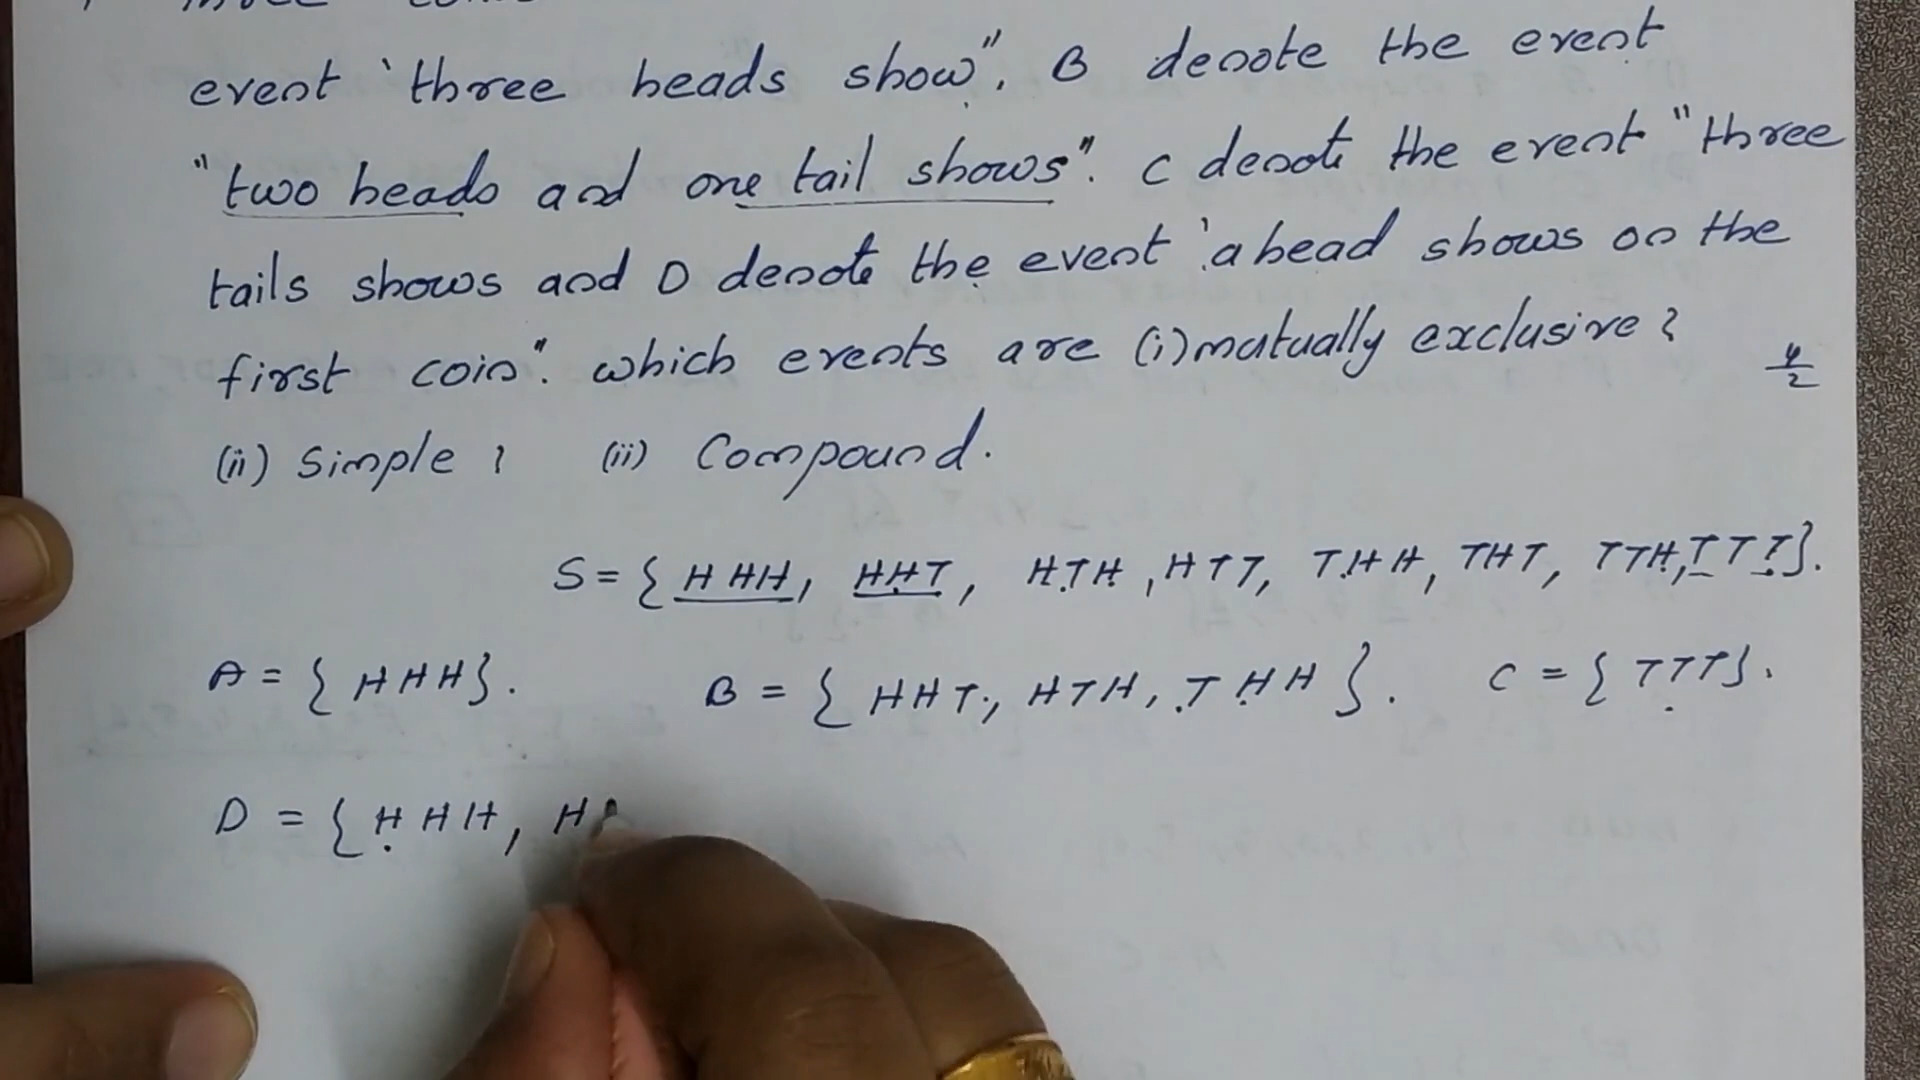 event 'three heads show". B denote the event
"two heads and one tail shows". C denote the event "three
tails shows and D denote the event 'a head shows on the
first coin". which events are (i) mutually exclusive?
(ii) Simple? (ii) Compound.
S = { HHH, HHT, HTH, HTT, THH, THT, TTH, TTT}.
A = { HHH}. B = { HHT, HTH, THH }. C = { TTT}.
D = { HHH, H